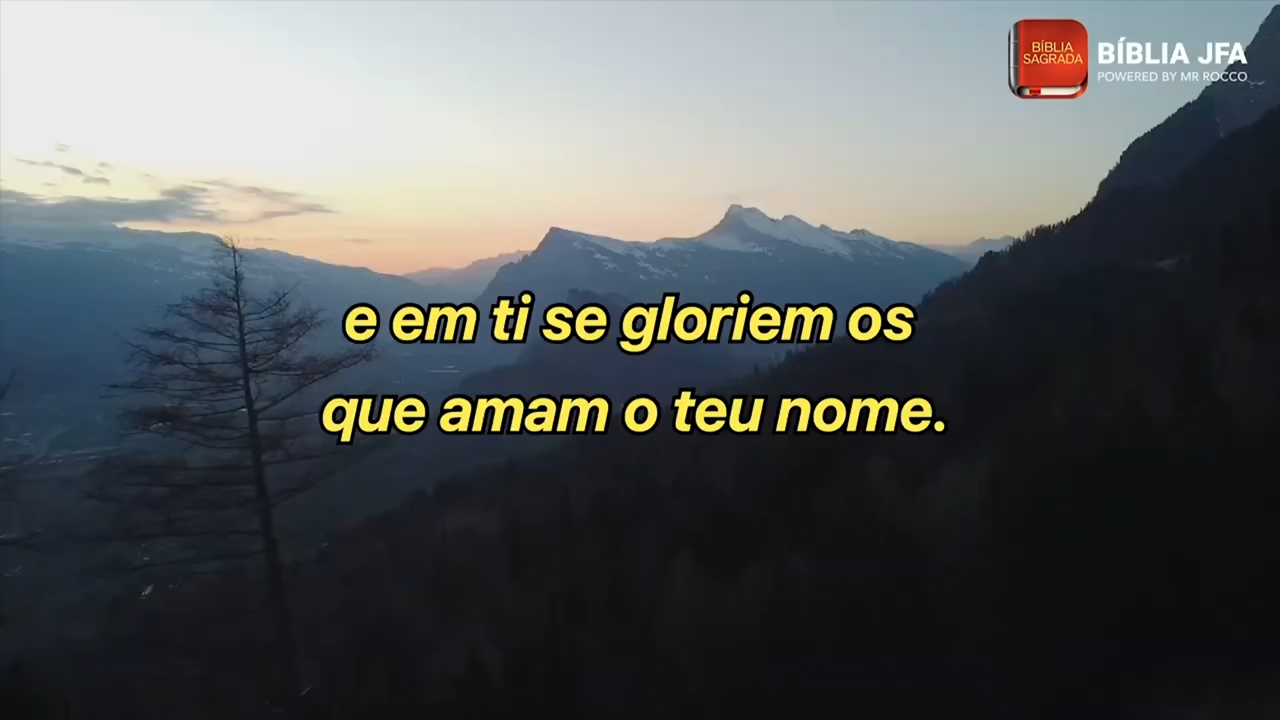 BÍBLIA
SAGRADA
BÍBLIA JFA
POWERED BY MR ROCCO
e em ti se gloriem os
que amam o teu nome.